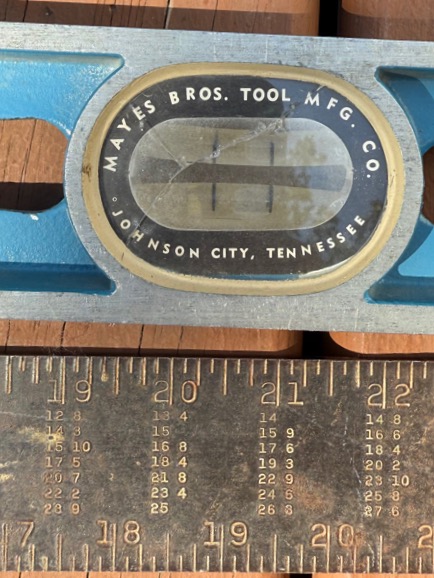 MAYES BROS. TOOL MFG. CO.
JOHNSON CITY, TENNESSEE
19 20 21 22
12 8 13 4 14 14 8
14 3 15 15 9 16 6
15 10 16 8 17 6 18 4
17 5 18 4 19 3 20 2
20 7 21 8 22 9 23 10
22 2 23 4 24 6 25 8
23 9 25 26 3 27 6
7 18 19 20 2